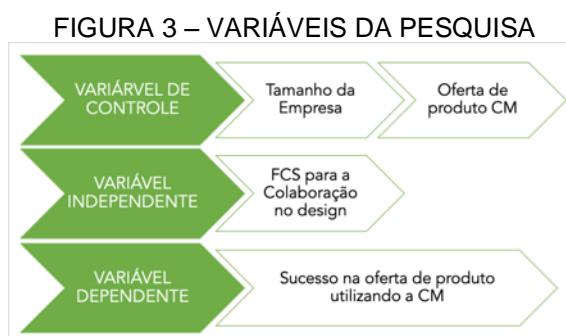 FIGURA 3 – VARIÁVEIS DA PESQUISA
VARIÁRVEL DE
CONTROLE
Tamanho da
Empresa
Oferta de
produto CM
VARIÁVEL
INDEPENDENTE
FCS para a
Colaboração
no design
VARIÁVEL
DEPENDENTE
Sucesso na oferta de produto
utilizando a CM